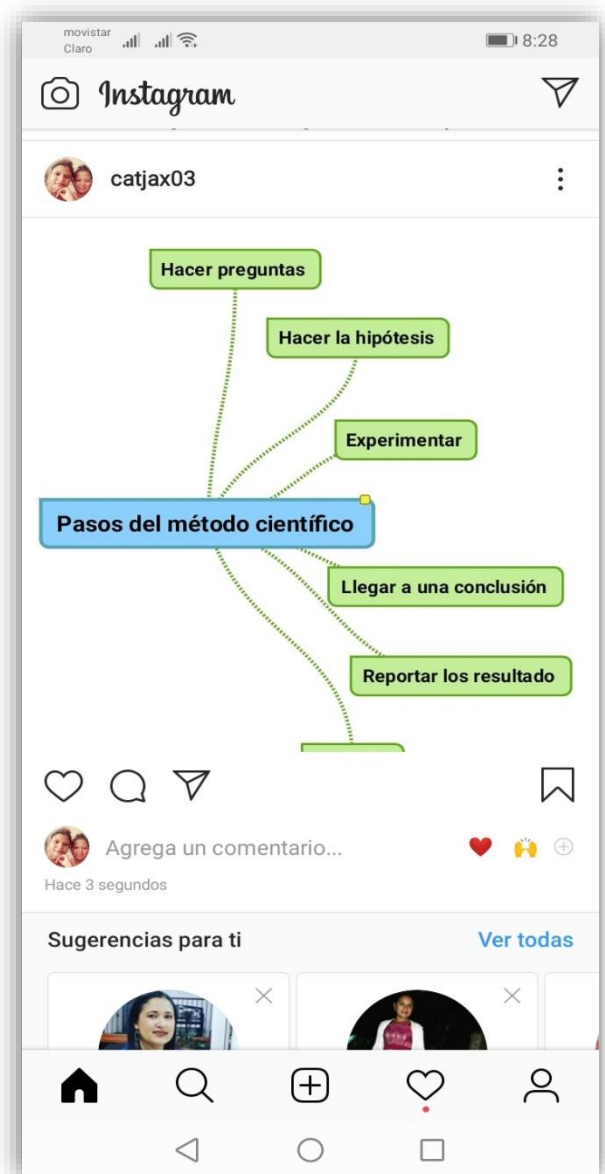 movistar
Claro
8:28
Instagram
catjax03
Hacer preguntas
Hacer la hipótesis
Experimentar
Pasos del método científico
Llegar a una conclusión
Reportar los resultado
Agrega un comentario...
Hace 3 segundos
Sugerencias para ti
Ver todas